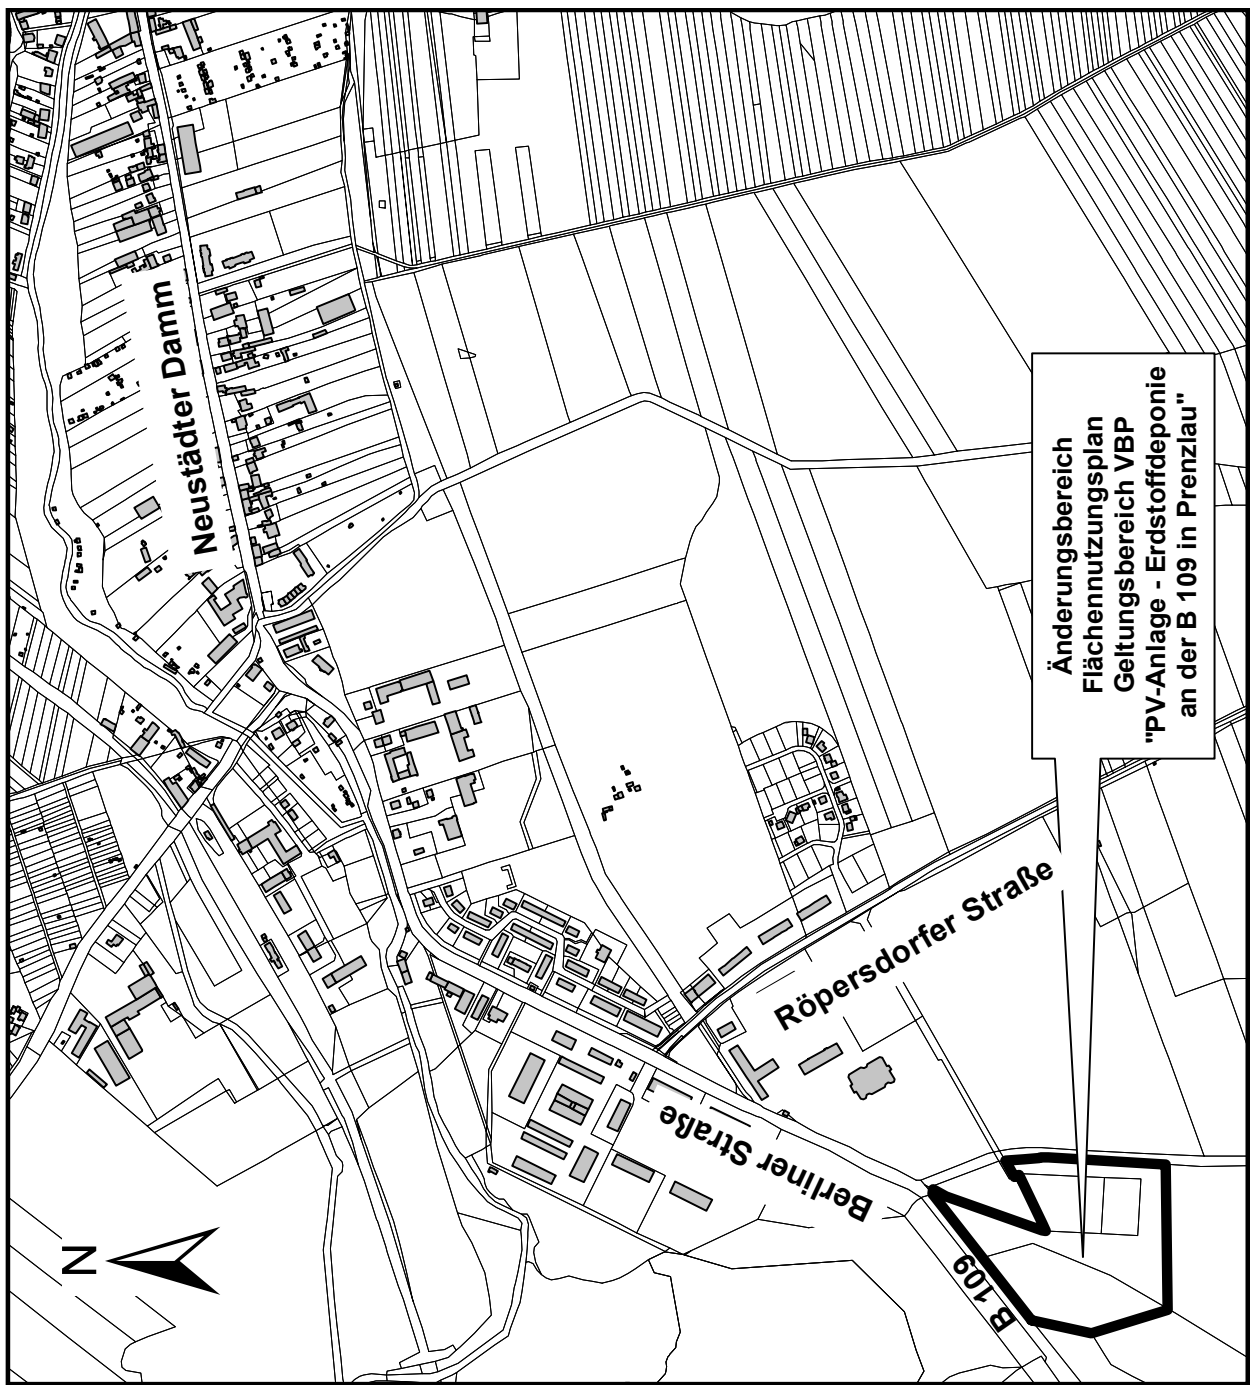 Neustädter Damm
Änderungsbereich
Flächennutzungsplan
Geltungsbereich VBP
"PV-Anlage - Erdstoffdeponie
an der B 109 in Prenzlau"
Röpersdorfer Straße
Berliner Straße
B 109
N